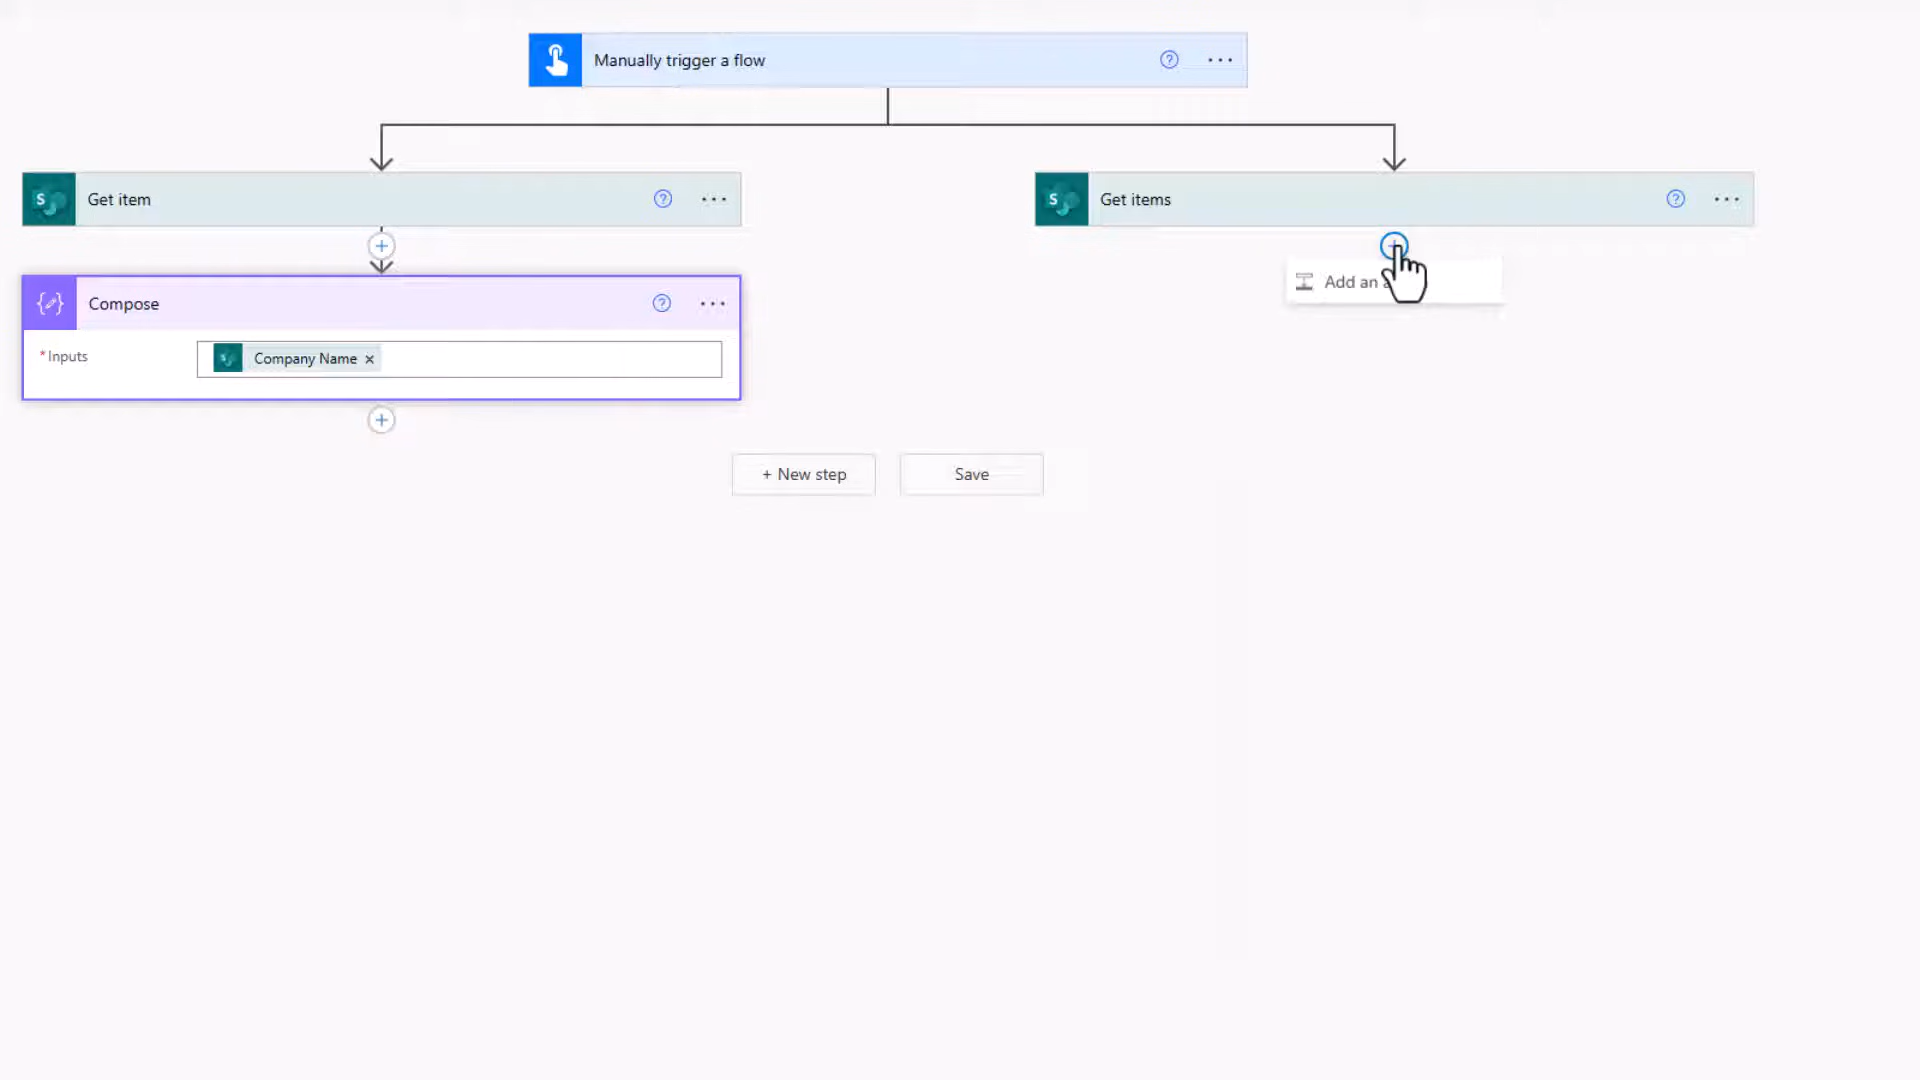 Manually trigger a flow
Get item
Get items
Compose
Add an
* Inputs
Company Name
+ New step
Save